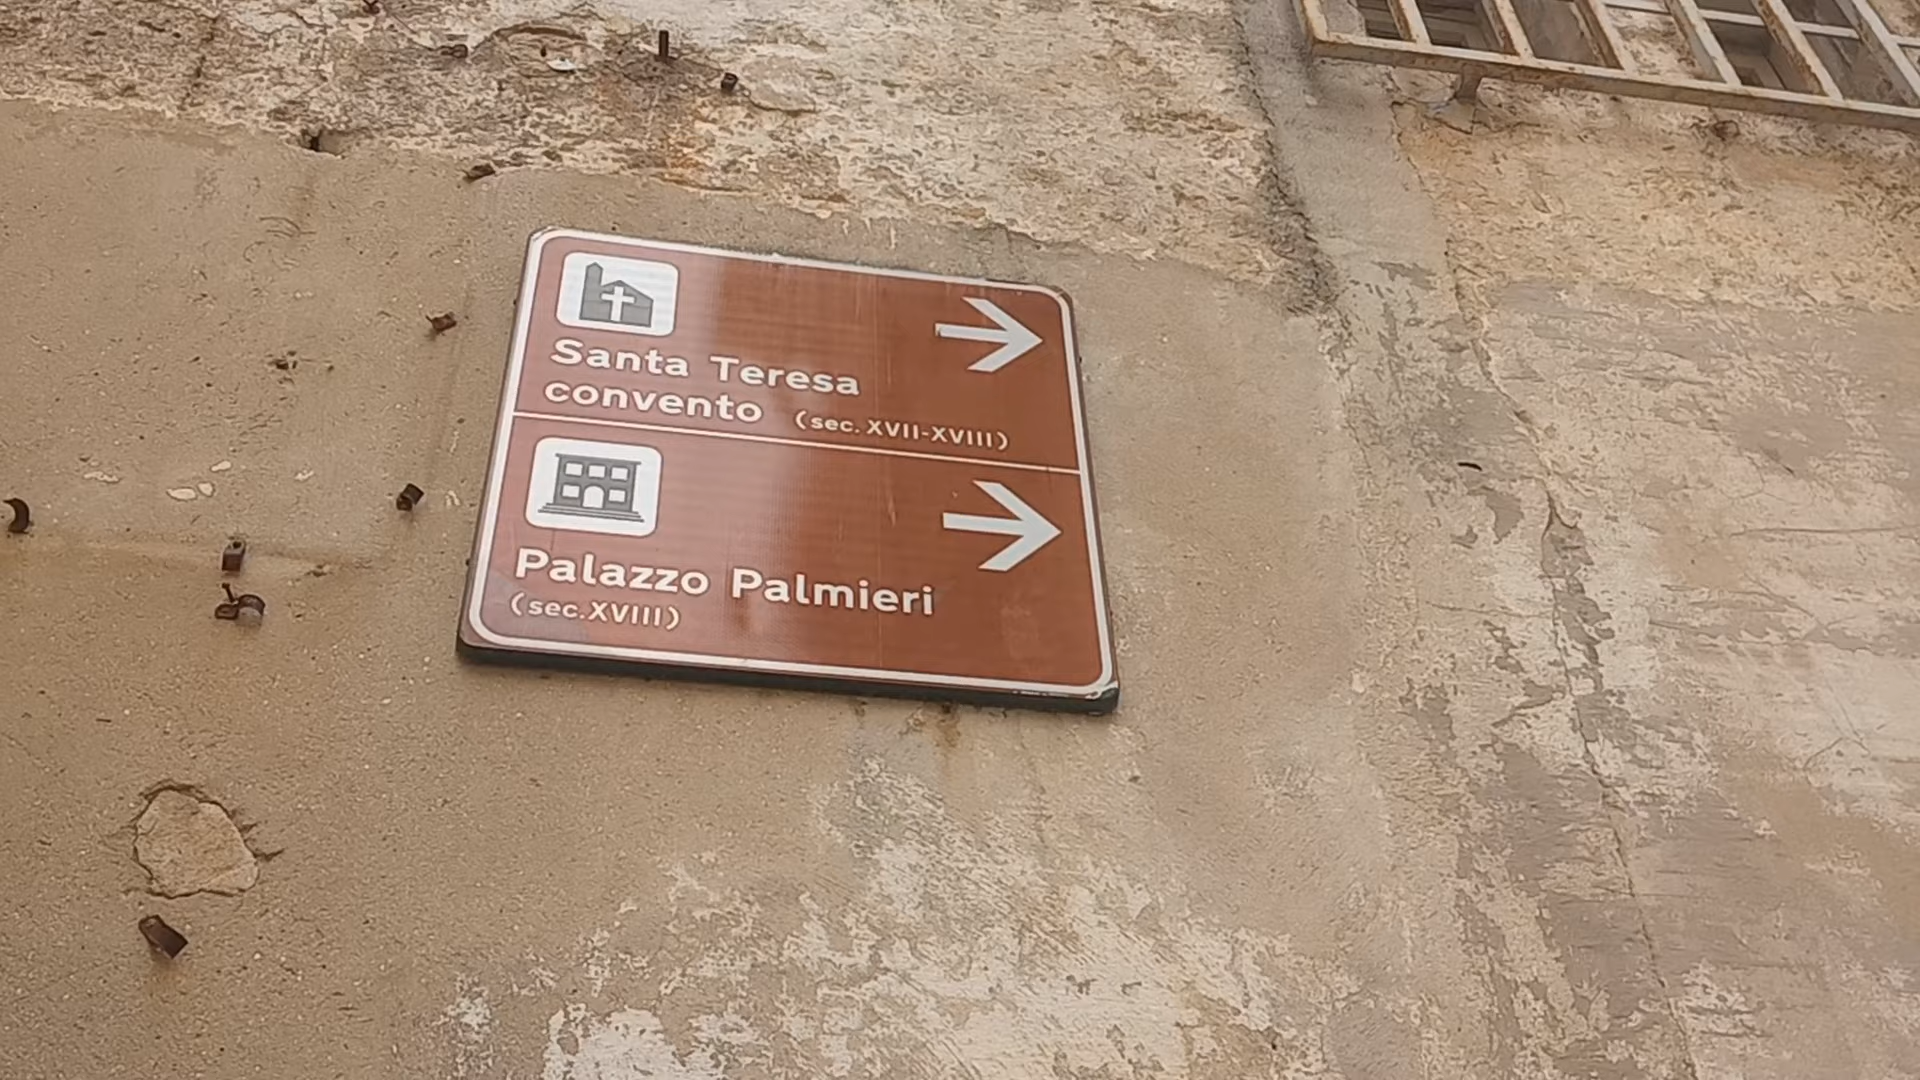 Santa Teresa
convento (sec. XVII-XVIII)
Palazzo Palmieri
(sec.XVIII)